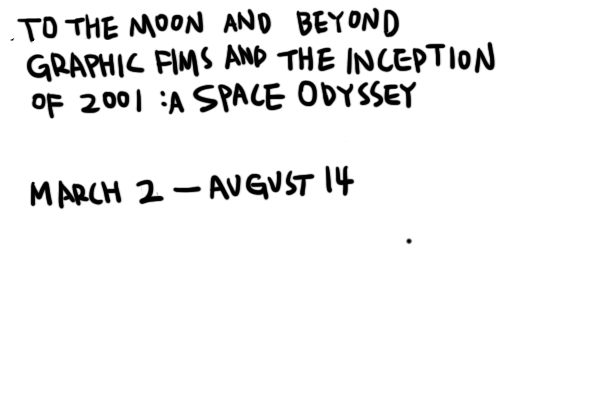 TO THE MOON AND BEYOND
GRAPHIC FIMS AND THE INCEPTION
OF 2001 :A SPACE ODYSSEY
MARCH 2 – AUGUST 14